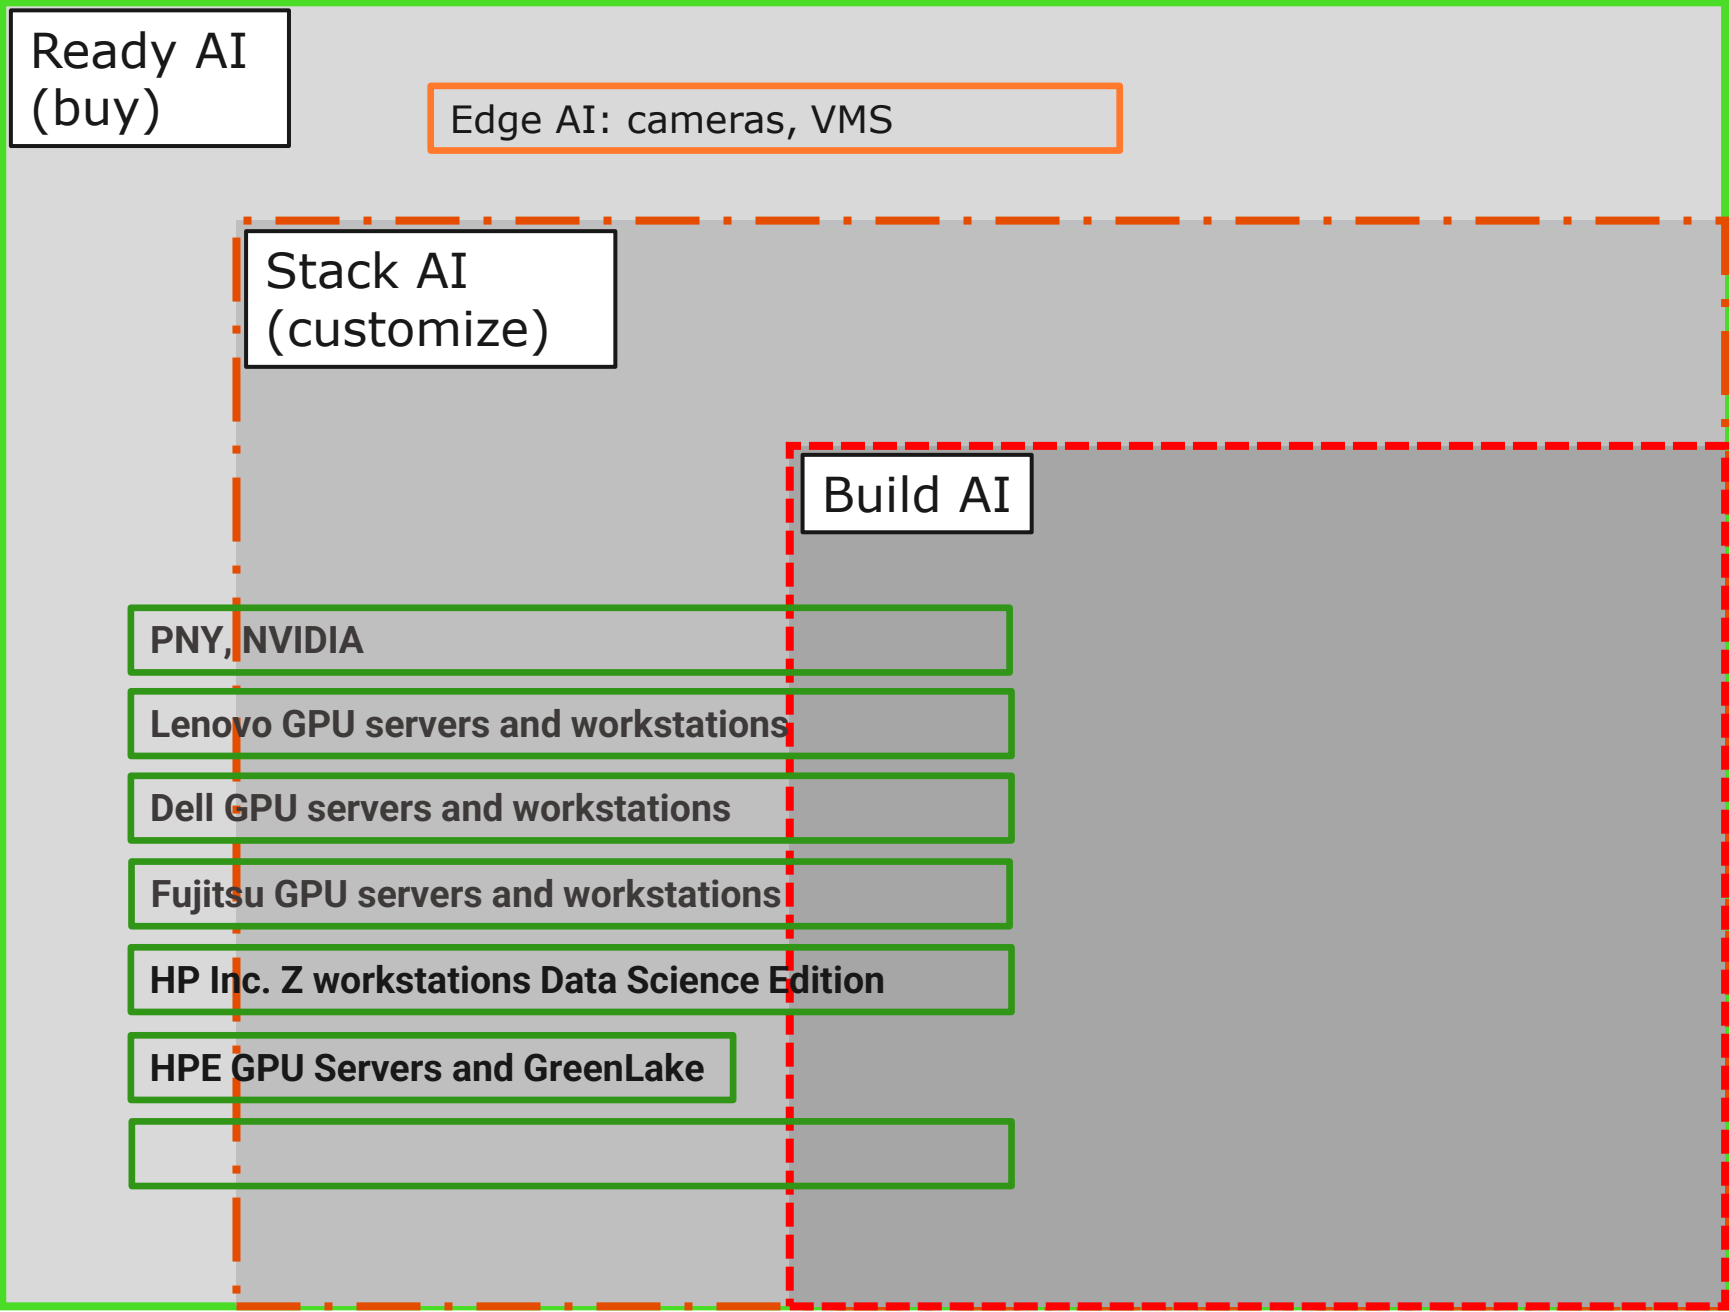 Ready AI
(buy)
Edge AI: cameras, VMS
Stack AI
(customize)
Build AI
PNY, NVIDIA
Lenovo GPU servers and workstations
Dell GPU servers and workstations
Fujitsu GPU servers and workstations
HP Inc. Z workstations Data Science Edition
HPE GPU Servers and GreenLake